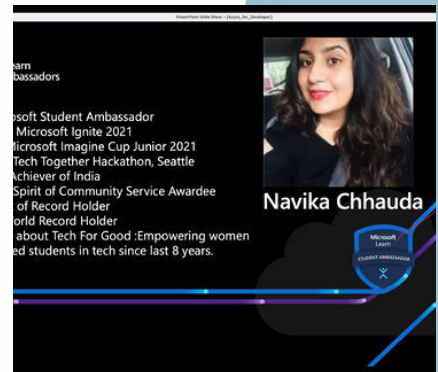 PowerPoint Slide Show - [Azure_for_Developer]
earn
bassadors
osoft Student Ambassador
Microsoft Ignite 2021
Microsoft Imagine Cup Junior 2021
Tech Together Hackathon, Seattle
Achiever of India
Spirit of Community Service Awardee
of Record Holder
orld Record Holder
about Tech For Good :Empowering women
ed students in tech since last 8 years.
Navika Chhauda
Microsoft
Learn
STUDENT AMBASSADOR